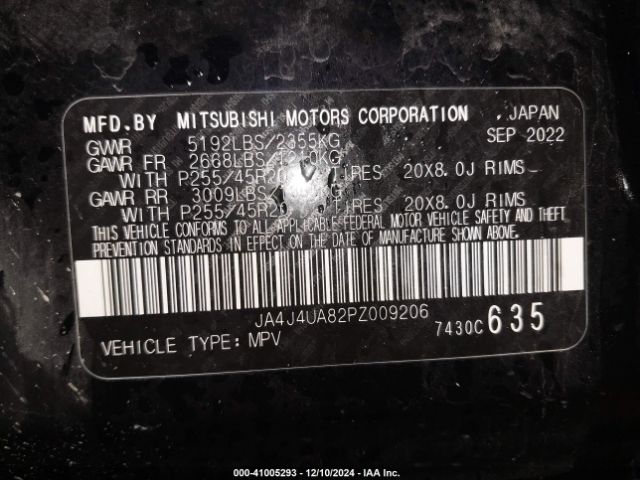 MFD.BY MITSUBISHI MOTORS CORPORATION , JAPAN
GVWR 5192LBS/2355KG SEP 2022
GAWR FR 2668LBS
WITH P255/45R20 TIRES 20X8.0J RIMS
GAWR RR 3009LBS
WITH P255/45R20 TIRES 20X8.0J RIMS
THIS VEHICLE CONFORMS TO ALL APPLICABLE FEDERAL MOTOR VEHICLE SAFETY AND THEFT
PREVENTION STANDARDS IN EFFECT ON THE DATE OF MANUFACTURE SHOWN ABOVE.
JA4J4UA82PZ009206
7430C 635
VEHICLE TYPE: MPV
000-41005293 - 12/10/2024 - IAA Inc.